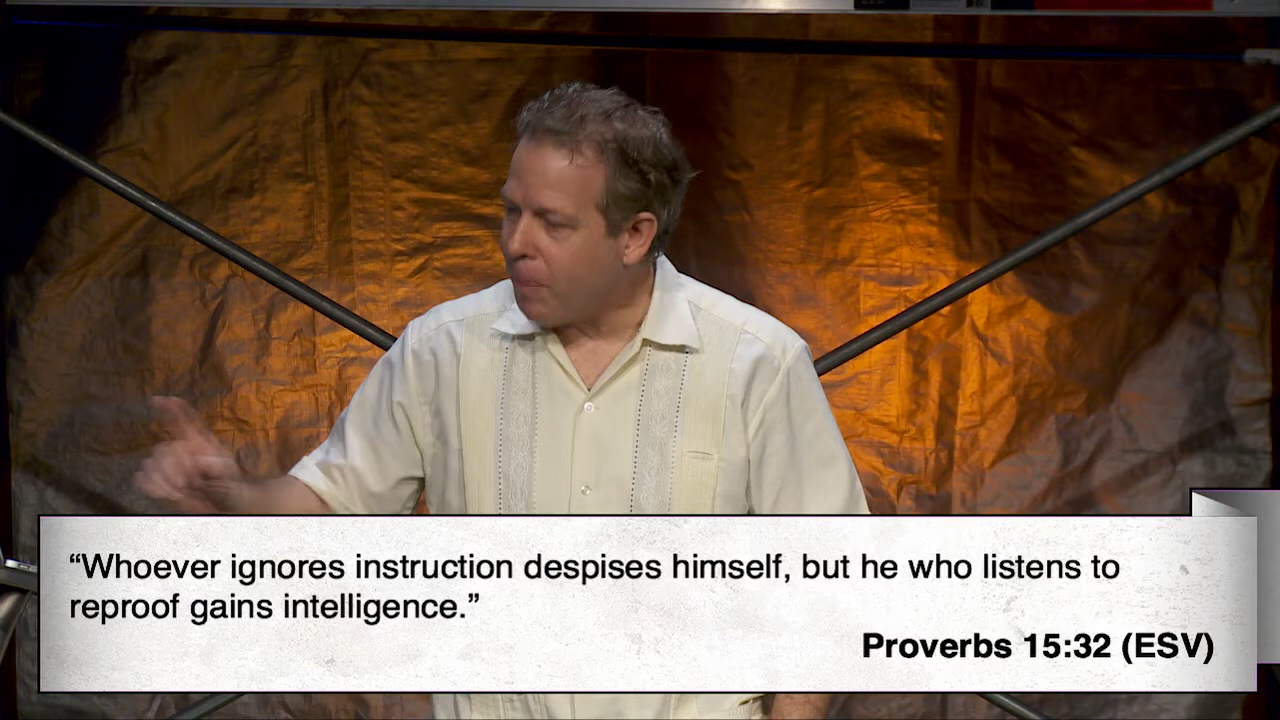 “Whoever ignores instruction despises himself, but he who listens to
reproof gains intelligence.”
Proverbs 15:32 (ESV)